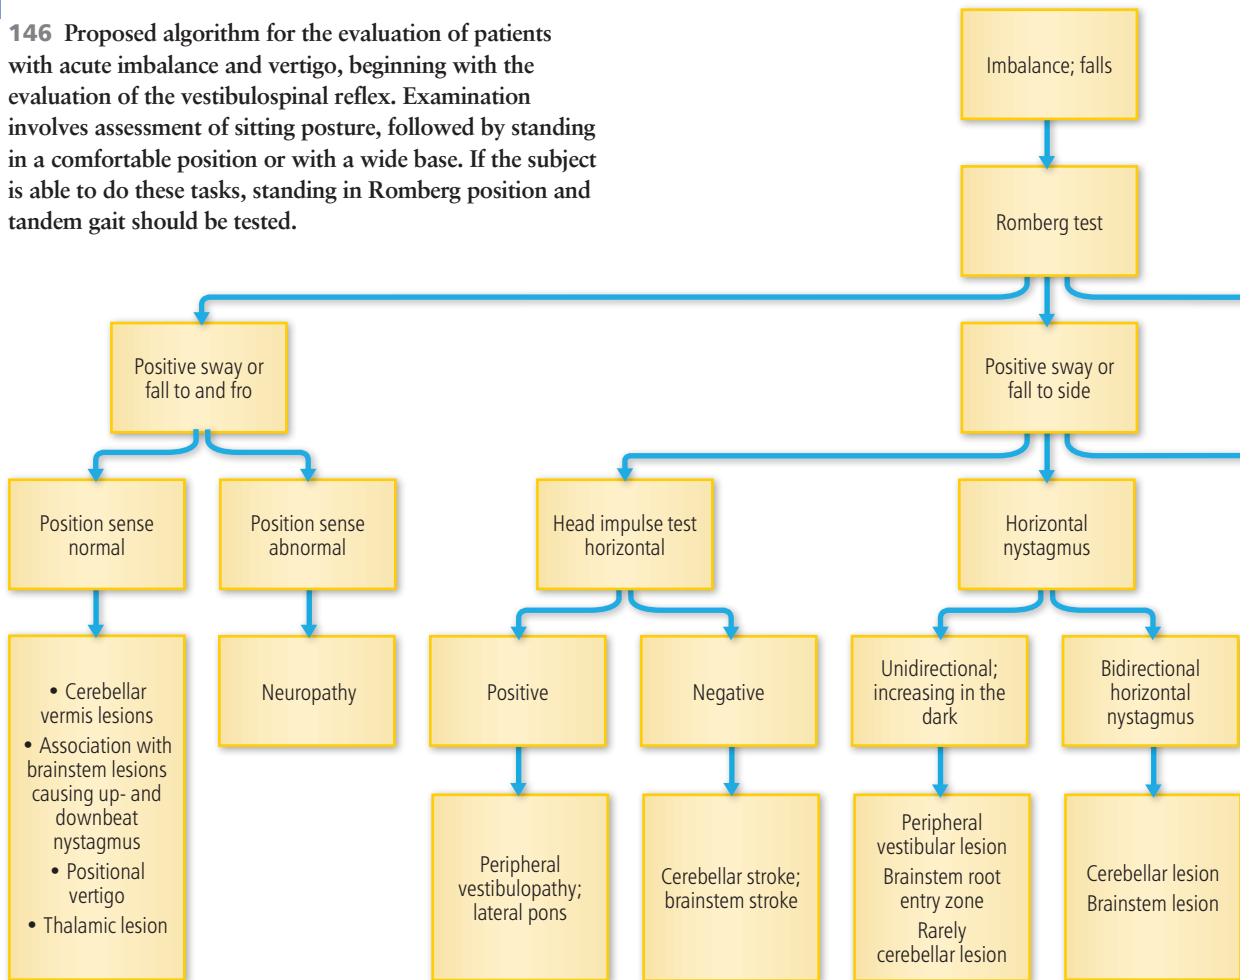 146 Proposed algorithm for the evaluation of patients
with acute imbalance and vertigo, beginning with the
evaluation of the vestibulospinal reflex. Examination
involves assessment of sitting posture, followed by standing
in a comfortable position or with a wide base. If the subject
is able to do these tasks, standing in Romberg position and
tandem gait should be tested.
Imbalance; falls
Romberg test
Positive sway or
fall to and fro
Positive sway or
fall to side
Position sense
normal
Position sense
abnormal
Head impulse test
horizontal
Horizontal
nystagmus
• Cerebellar
vermis lesions
• Association with
brainstem lesions
causing up- and
downbeat
nystagmus
• Positional
vertigo
• Thalamic lesion
Neuropathy
Positive
Negative
Unidirectional;
increasing in the
dark
Bidirectional
horizontal
nystagmus
Peripheral
vestibulopathy;
lateral pons
Cerebellar stroke;
brainstem stroke
Peripheral
vestibular lesion
Brainstem root
entry zone
Rarely
cerebellar lesion
Cerebellar lesion
Brainstem lesion